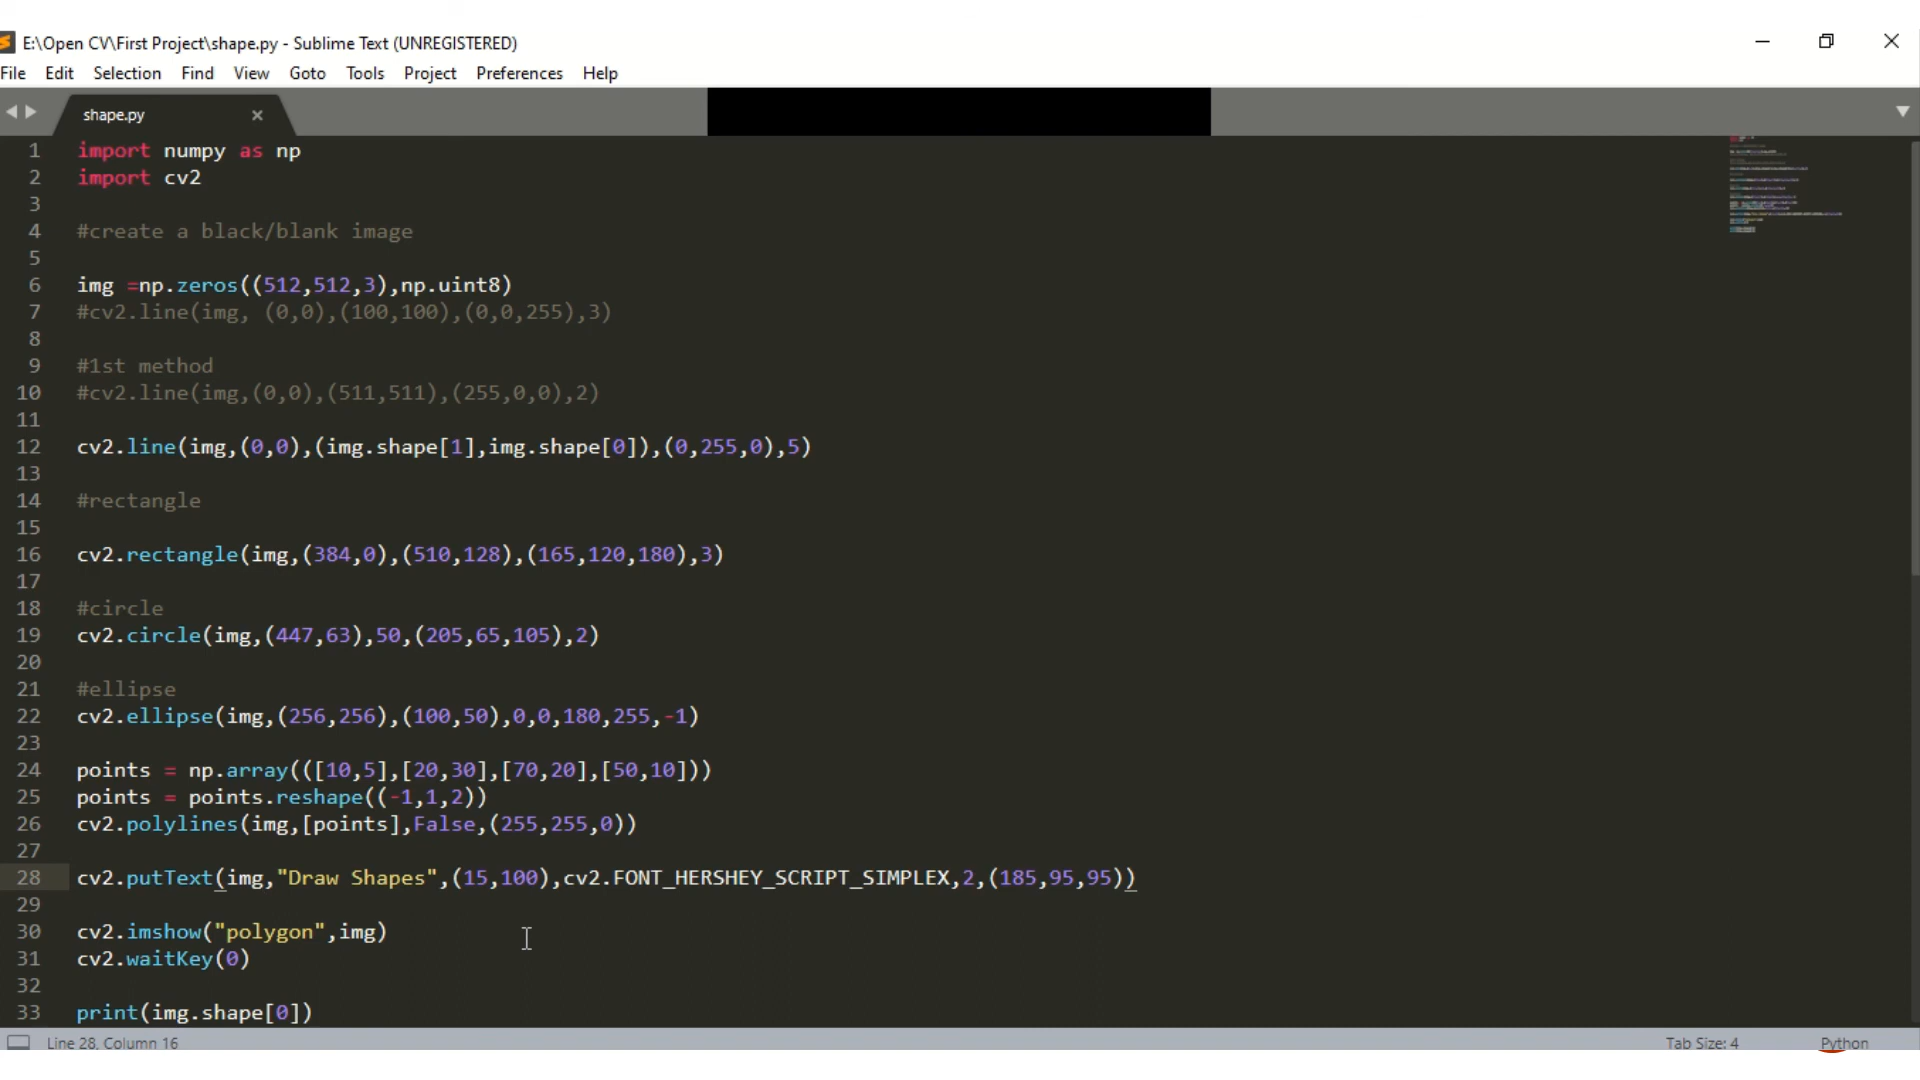 E:\Open CV\First Project\shape.py - Sublime Text (UNREGISTERED)
File Edit Selection Find View Goto Tools Project Preferences Help
shape.py
1 import numpy as np
2 import cv2
3
4 #create a black/blank image
5
6 img =np.zeros((512,512,3),np.uint8)
7 #cv2.line(img, (0,0),(100,100),(0,0,255),3)
8
9 #1st method
10 #cv2.line(img,(0,0),(511,511),(255,0,0),2)
11
12 cv2.line(img,(0,0),(img.shape[1],img.shape[0]),(0,255,0),5)
13
14 #rectangle
15
16 cv2.rectangle(img,(384,0),(510,128),(165,120,180),3)
17
18 #circle
19 cv2.circle(img,(447,63),50,(205,65,105),2)
20
21 #ellipse
22 cv2.ellipse(img,(256,256),(100,50),0,0,180,255,-1)
23
24 points = np.array(([10,5],[20,30],[70,20],[50,10]))
25 points = points.reshape((-1,1,2))
26 cv2.polylines(img,[points],False,(255,255,0))
27
28 cv2.putText(img,"Draw Shapes",(15,100),cv2.FONT_HERSHEY_SCRIPT_SIMPLEX,2,(185,95,95))
29
30 cv2.imshow("polygon",img)
31 cv2.waitKey(0)
32
33 print(img.shape[0])
Line 28, Column 16 Tab Size: 4 Python